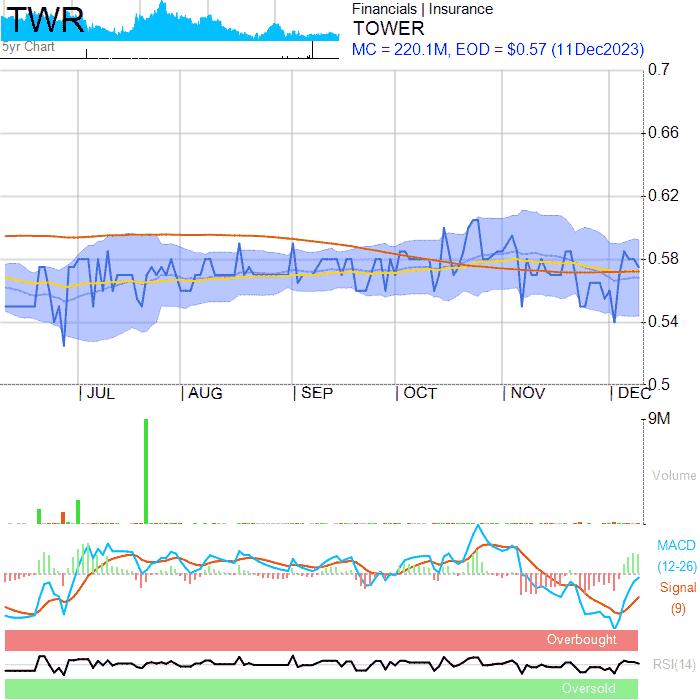 TWR
5yr Chart
Financials | Insurance
TOWER
MC = 220.1M, EOD = $0.57 (11Dec2023)
0.7
0.66
0.62
0.58
0.54
0.5
JUL AUG SEP OCT NOV DEC
9M
Volume
MACD
(12-26)
Signal
(9)
Overbought
RSI(14)
Oversold